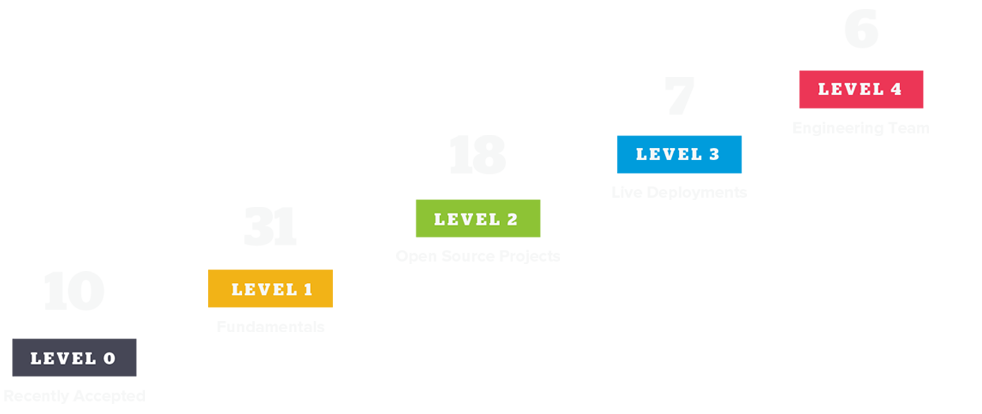 10
LEVEL 0
Recently Accepted
31
LEVEL 1
Fundamentals
18
LEVEL 2
Open Source Projects
7
LEVEL 3
Live Deployments
6
LEVEL 4
Engineering Team